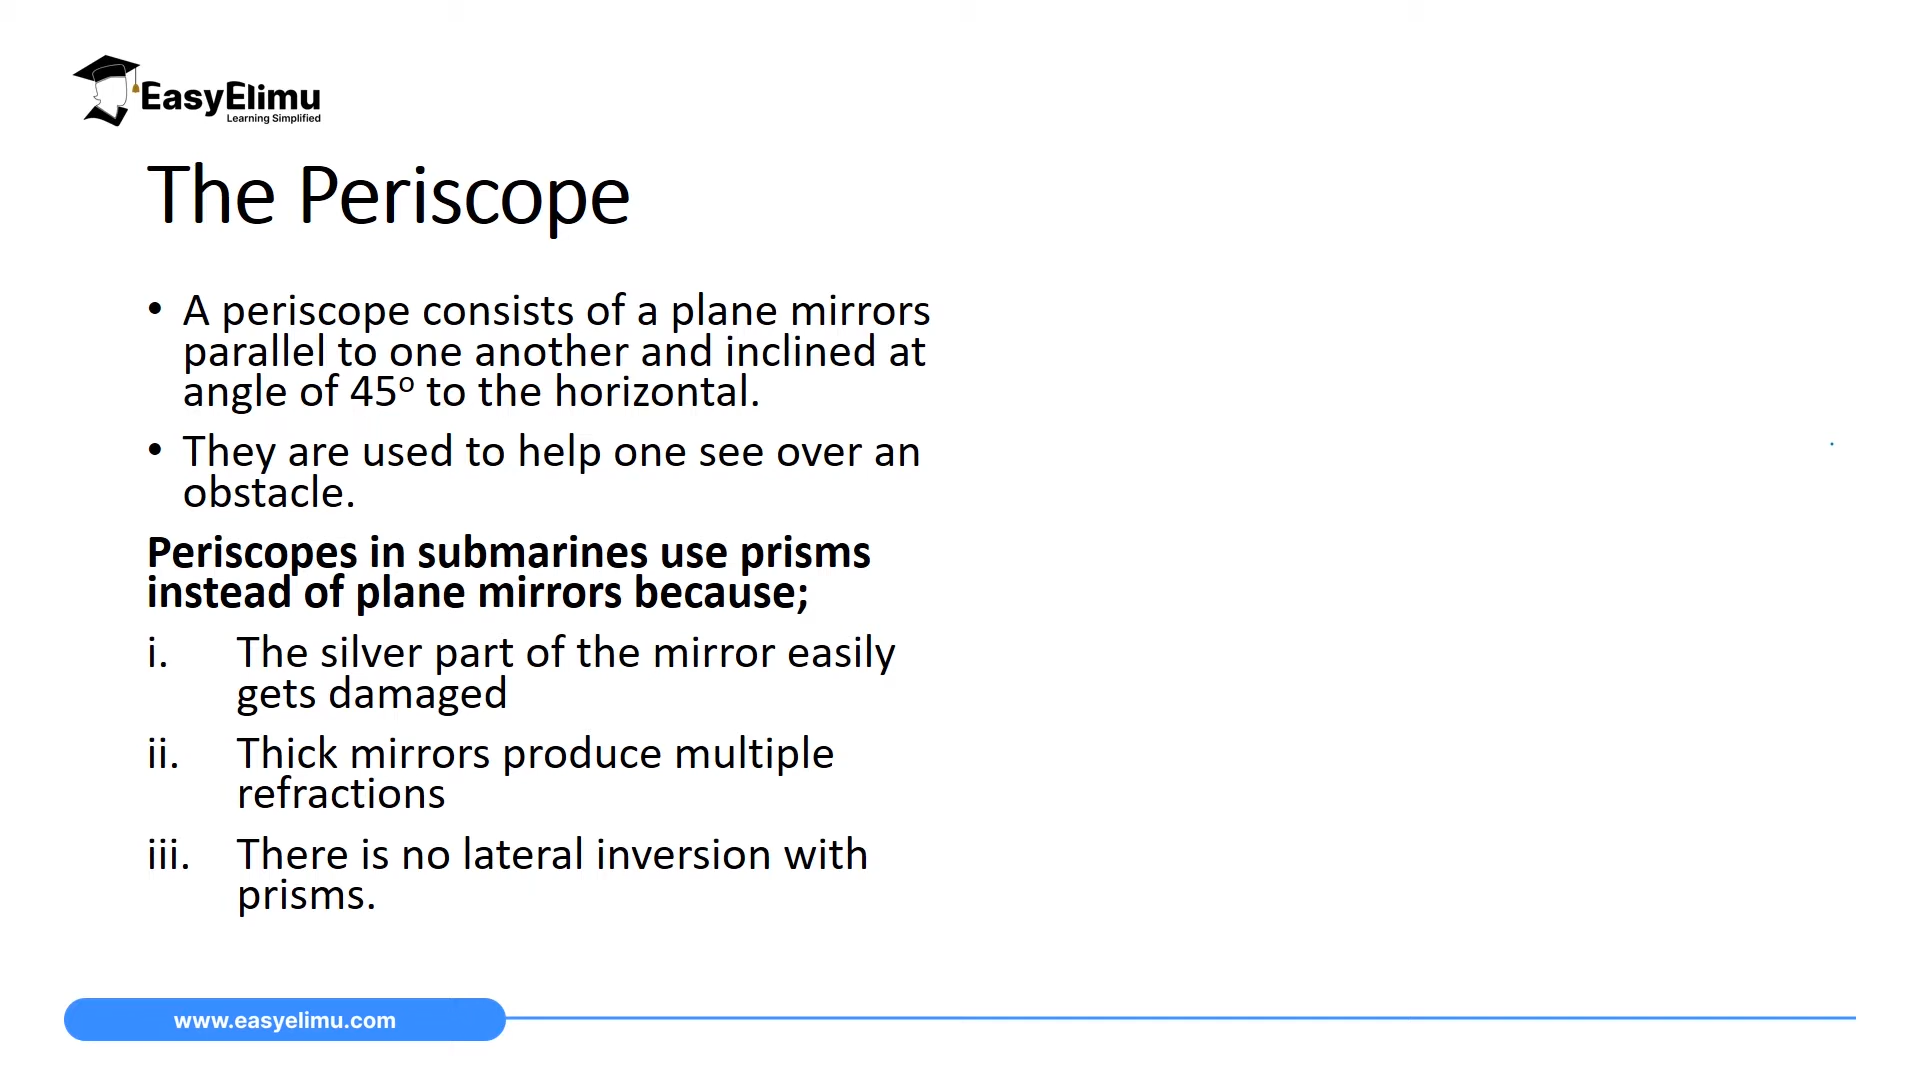 EasyElimu
Learning Simplified
The Periscope
• A periscope consists of a plane mirrors
parallel to one another and inclined at
angle of 45° to the horizontal.
• They are used to help one see over an
obstacle.
Periscopes in submarines use prisms
instead of plane mirrors because;
i. The silver part of the mirror easily
gets damaged
ii. Thick mirrors produce multiple
refractions
iii. There is no lateral inversion with
prisms.
www.easyelimu.com